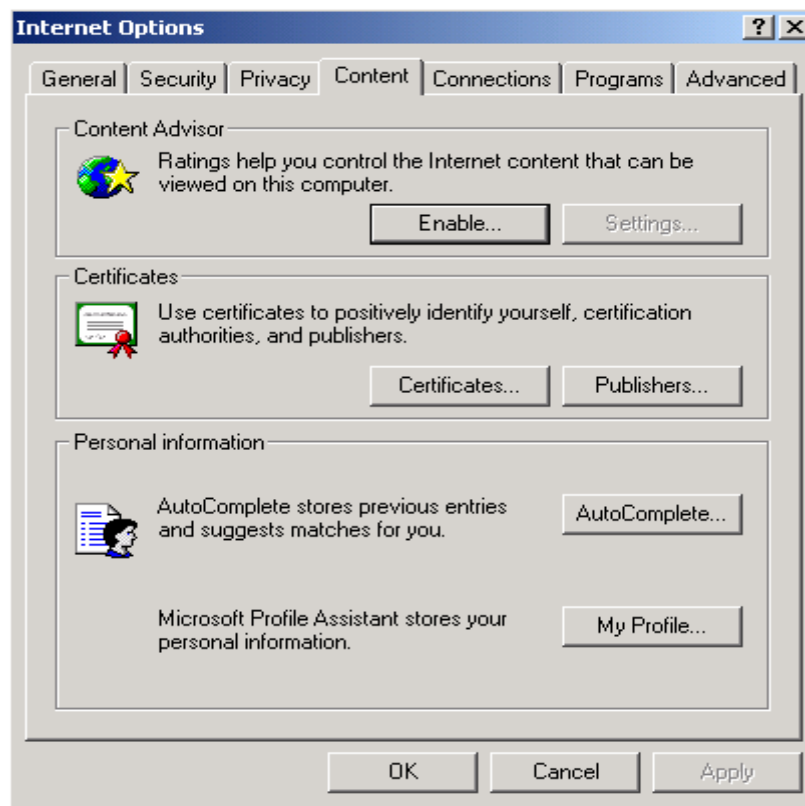 Internet Options
General Security Privacy Content Connections Programs Advanced
Content Advisor
Ratings help you control the Internet content that can be
viewed on this computer.
Enable... Settings...
Certificates
Use certificates to positively identify yourself, certification
authorities, and publishers.
Certificates... Publishers...
Personal information
AutoComplete stores previous entries
and suggests matches for you.
AutoComplete...
Microsoft Profile Assistant stores your
personal information.
My Profile...
OK Cancel Apply